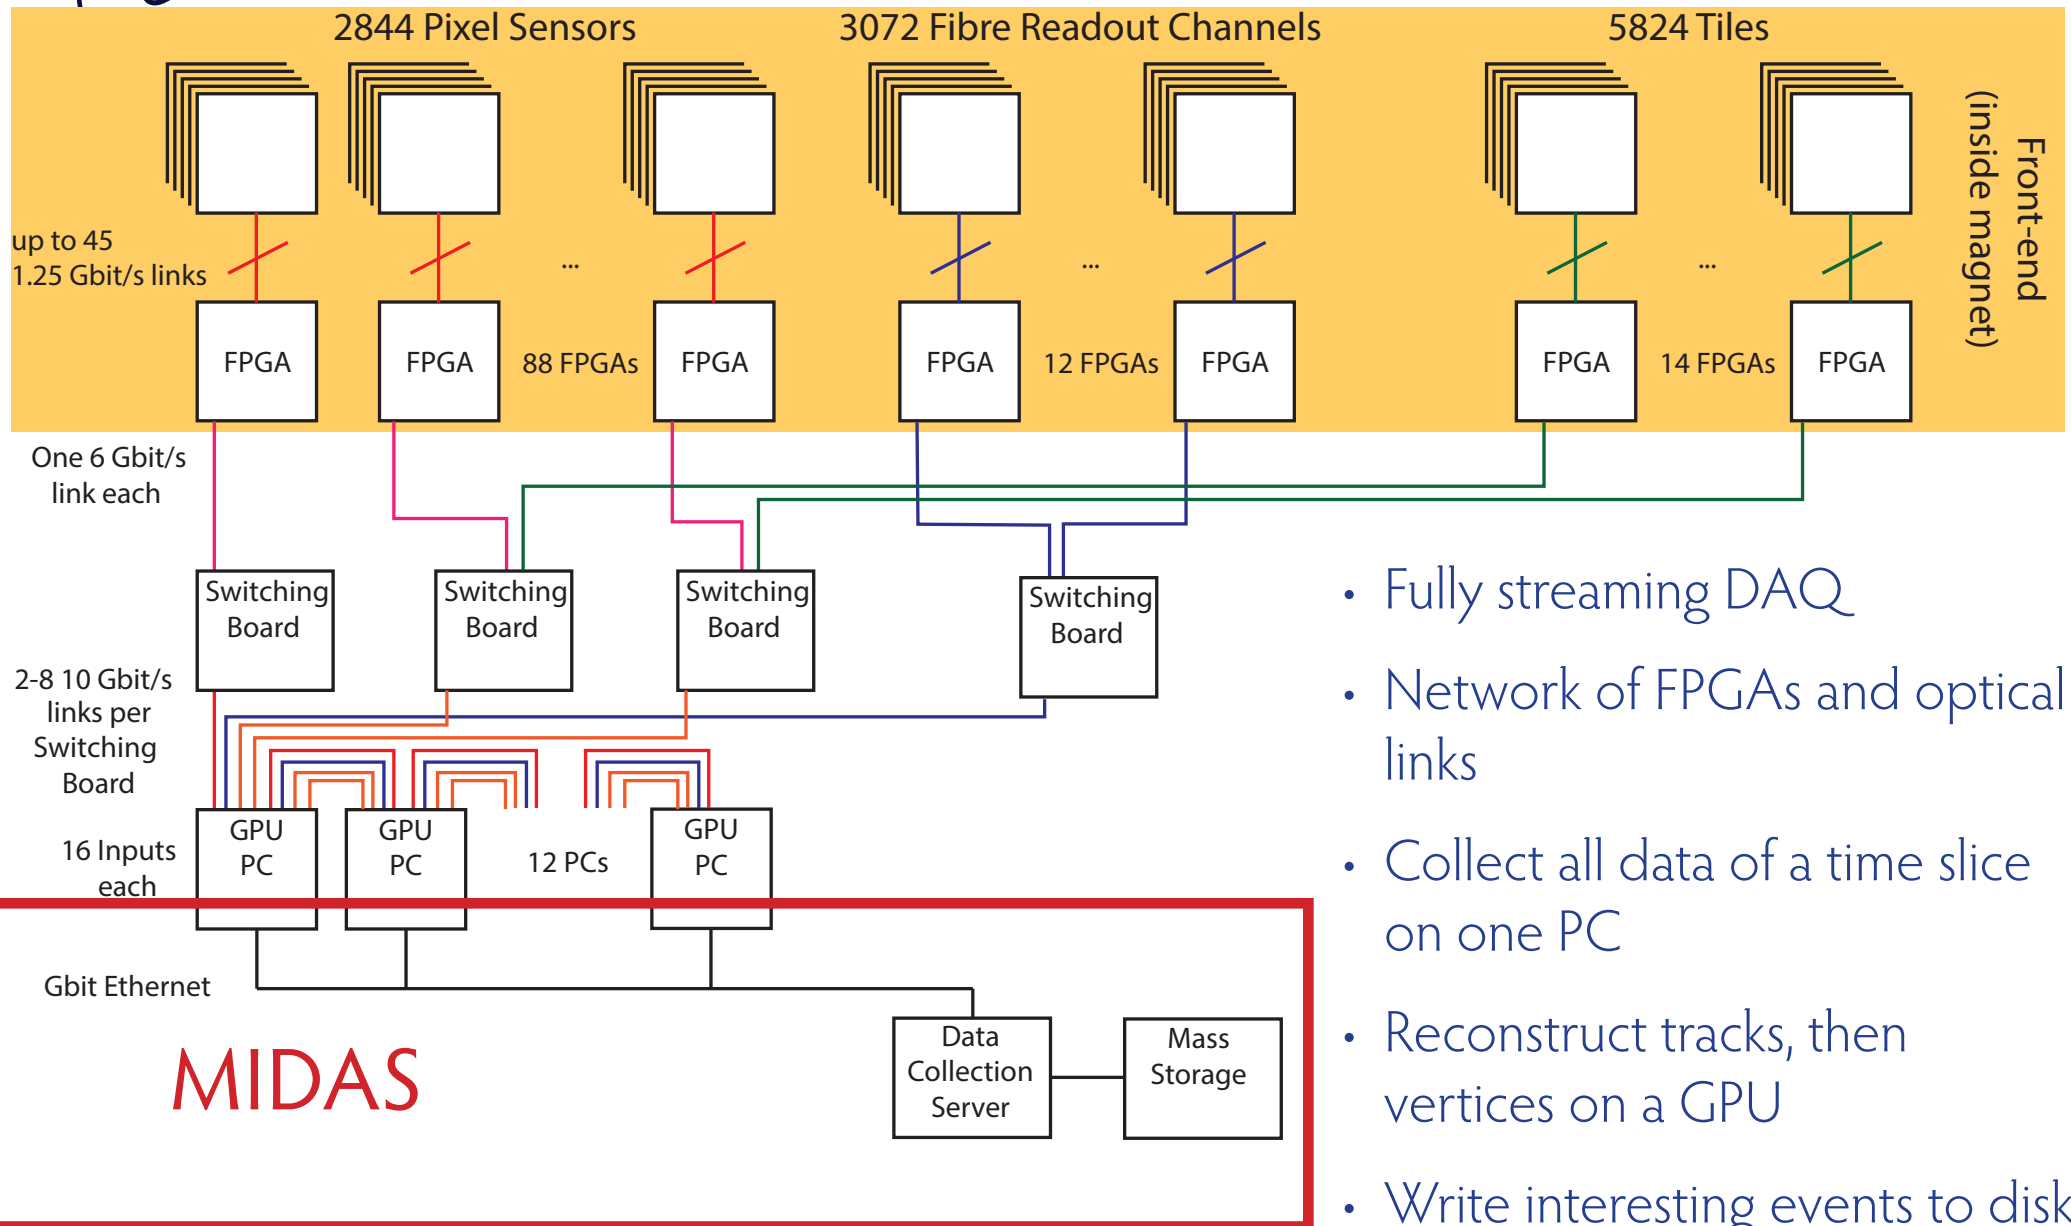 2844 Pixel Sensors
3072 Fibre Readout Channels
5824 Tiles
Front-end
(inside magnet)
up to 45
1.25 Gbit/s links
...
...
...
FPGA
FPGA
88 FPGAs
FPGA
FPGA
12 FPGAs
FPGA
FPGA
14 FPGAs
FPGA
One 6 Gbit/s
link each
Switching
Board
Switching
Board
Switching
Board
Switching
Board
2-8 10 Gbit/s
links per
Switching
Board
16 Inputs
each
GPU
PC
GPU
PC
12 PCs
GPU
PC
Gbit Ethernet
MIDAS
Data
Collection
Server
Mass
Storage
• Fully streaming DAQ
• Network of FPGAs and optical
links
• Collect all data of a time slice
on one PC
• Reconstruct tracks, then
vertices on a GPU
• Write interesting events to disk